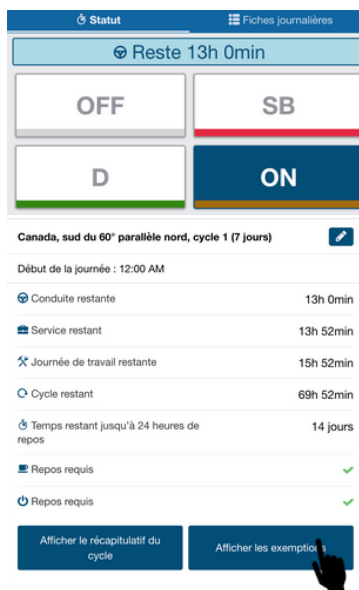 Statut
Fiches journalières
Reste 13h 0min
OFF
SB
D
ON
Canada, sud du 60° parallèle nord, cycle 1 (7 jours)
Début de la journée : 12:00 AM
Conduite restante 13h 0min
Service restant 13h 52min
Journée de travail restante 15h 52min
Cycle restant 69h 52min
Temps restant jusqu'à 24 heures de 14 jours
repos
Repos requis
Repos requis
Afficher le récapitulatif du
cycle
Afficher les exemptions